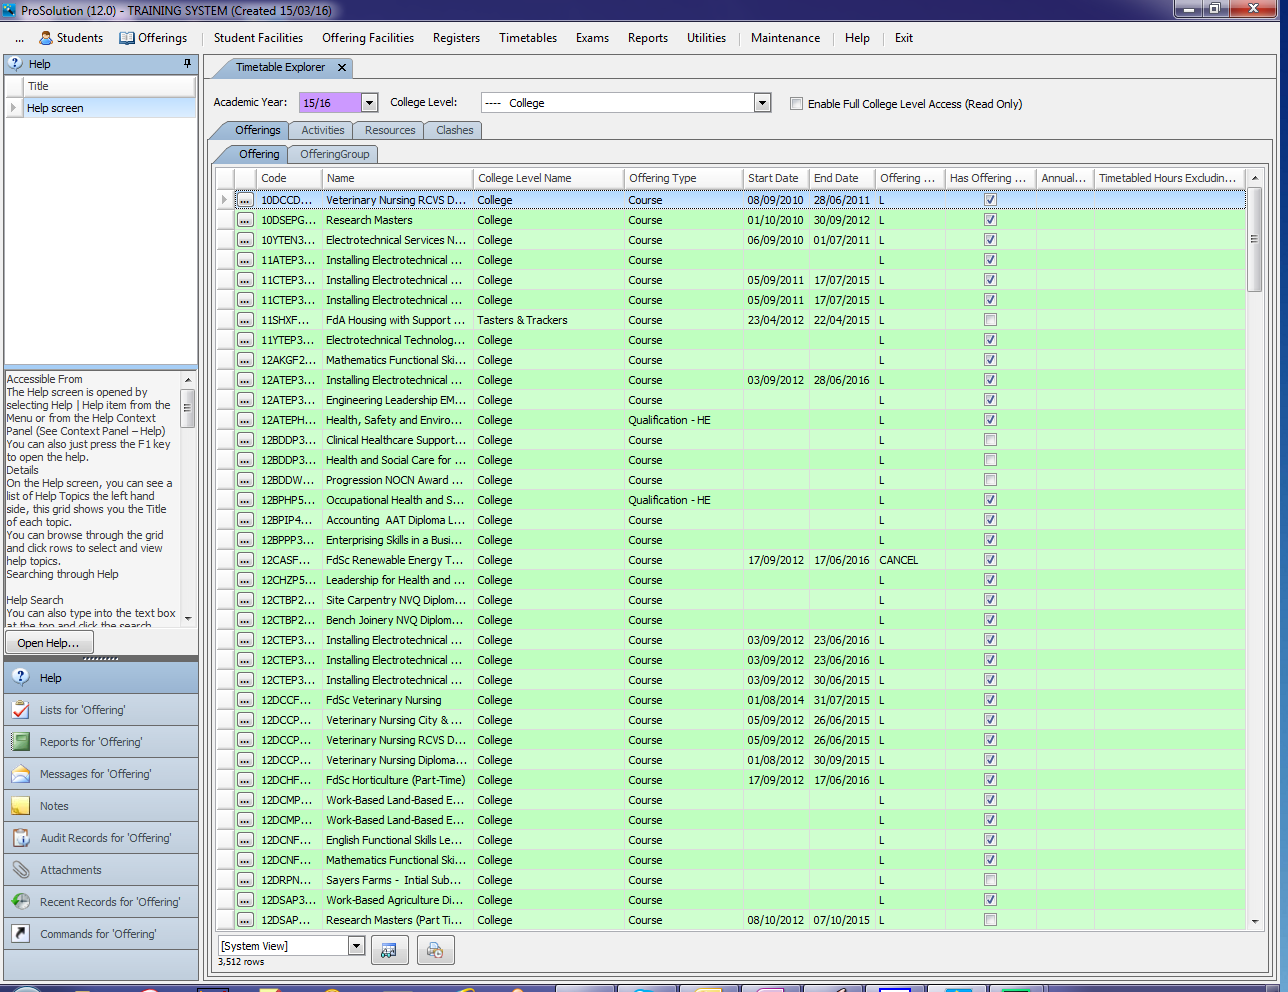 ProSolution (12.0) - TRAINING SYSTEM (Created 15/03/16)
... Students Offerings Student Facilities Offering Facilities Registers Timetables Exams Reports Utilities Maintenance Help Exit
Help
Title
Help screen
Accessible From
The Help screen is opened by
selecting Help | Help item from the
Menu or from the Help Context
Panel (See Context Panel – Help)
You can also just press the F1 key
to open the help.
Details
On the Help screen, you can see a
list of Help Topics the left hand
side, this grid shows you the Title
of each topic.
You can browse through the grid
and click rows to select and view
help topics.
Searching through Help
Help Search
You can also type into the text box
at the top and click the search
Open Help...
Help
Lists for 'Offering'
Reports for 'Offering'
Messages for 'Offering'
Notes
Audit Records for 'Offering'
Attachments
Recent Records for 'Offering'
Commands for 'Offering'
Timetable Explorer
Academic Year: 15/16 College Level: ---- College Enable Full College Level Access (Read Only)
Offerings Activities Resources Clashes
Offering OfferingGroup
Code Name College Level Name Offering Type Start Date End Date Offering ... Has Offering ... Annual... Timetabled Hours Excludin...
... 10DCCD... Veterinary Nursing RCVS D... College Course 08/09/2010 28/06/2011 L
... 10DSEPG... Research Masters College Course 01/10/2010 30/09/2012 L
... 10YTEN3... Electrotechnical Services N... College Course 06/09/2010 01/07/2011 L
... 11ATEP3... Installing Electrotechnical ... College Course L
... 11CTEP3... Installing Electrotechnical ... College Course 05/09/2011 17/07/2015 L
... 11CTEP3... Installing Electrotechnical ... College Course 05/09/2011 17/07/2015 L
... 11SHXF... FdA Housing with Support ... Tasters & Trackers Course 23/04/2012 22/04/2015 L
... 11YTEP3... Electrotechnical Technolog... College Course L
... 12AKGF2... Mathematics Functional Ski... College Course L
... 12ATEP3... Installing Electrotechnical ... College Course 03/09/2012 28/06/2016 L
... 12ATEP3... Engineering Leadership EM... College Course L
... 12ATEPH... Health, Safety and Enviro... College Qualification - HE L
... 12BDDP3... Clinical Healthcare Support... College Course L
... 12BDDP3... Health and Social Care for ... College Course L
... 12BDDW... Progression NOCN Award ... College Course L
... 12BPHP5... Occupational Health and S... College Qualification - HE L
... 12BPIP4... Accounting AAT Diploma L... College Course L
... 12BPPP3... Enterprising Skills in a Busi... College Course L
... 12CASF... FdSc Renewable Energy T... College Course 17/09/2012 17/06/2016 CANCEL
... 12CHZP5... Leadership for Health and ... College Course L
... 12CTBP2... Site Carpentry NVQ Diplom... College Course L
... 12CTBP2... Bench Joinery NVQ Diplom... College Course L
... 12CTEP3... Installing Electrotechnical ... College Course 03/09/2012 23/06/2016 L
... 12CTEP3... Installing Electrotechnical ... College Course 03/09/2012 23/06/2016 L
... 12CTEP3... Installing Electrotechnical ... College Course 03/09/2012 30/06/2015 L
... 12DCCF... FdSc Veterinary Nursing College Course 01/08/2014 31/07/2015 L
... 12DCCP... Veterinary Nursing City & ... College Course 05/09/2012 26/06/2015 L
... 12DCCP... Veterinary Nursing RCVS D... College Course 05/09/2012 26/06/2015 L
... 12DCCP... Veterinary Nursing Diploma... College Course 01/08/2012 30/09/2015 L
... 12DCHF... FdSc Horticulture (Part-Time) College Course 17/09/2012 17/06/2016 L
... 12DCMP... Work-Based Land-Based E... College Course L
... 12DCMP... Work-Based Land-Based E... College Course L
... 12DCNF... English Functional Skills Le... College Course L
... 12DCNF... Mathematics Functional Ski... College Course L
... 12DRPN... Sayers Farms - Intial Sub... College Course L
... 12DSAP3... Work-Based Agriculture Di... College Course L
... 12DSAP... Research Masters (Part Ti... College Course 08/10/2012 07/10/2015 L
[System View]
3,512 rows